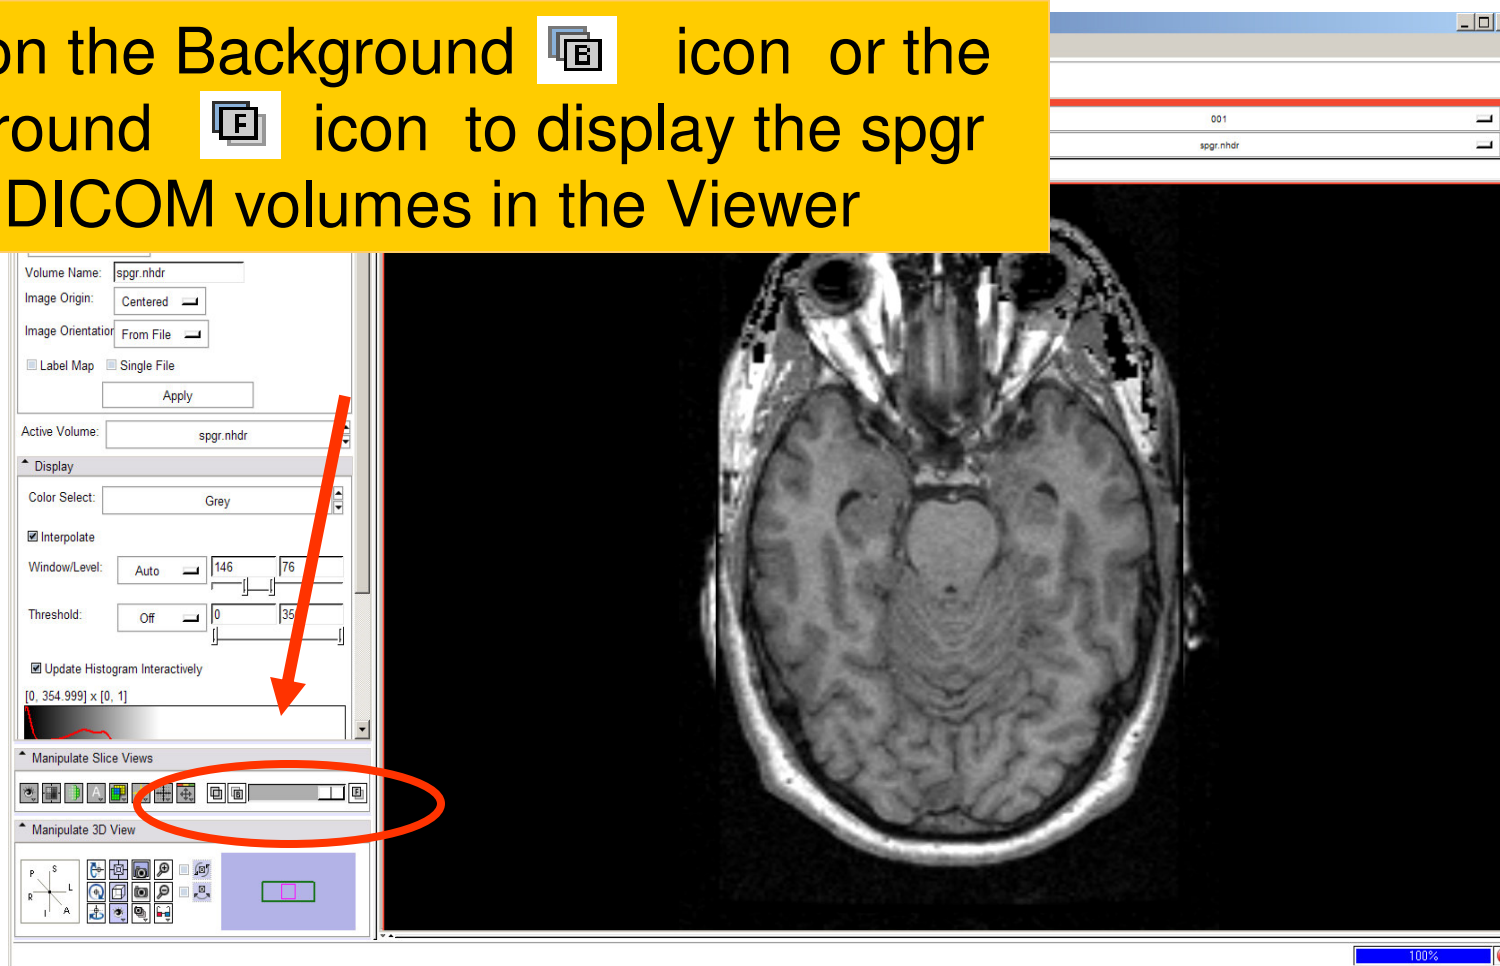 on the Background B icon or the
round F icon to display the spgr
DICOM volumes in the Viewer
001
spgr.nhdr
Volume Name: spgr.nhdr
Image Origin: Centered
Image Orientation From File
Label Map Single File
Apply
Active Volume: spgr.nhdr
Display
Color Select: Grey
Interpolate
Window/Level: Auto 146 76
Threshold: Off 0 35
Update Histogram Interactively
[0, 354.999] x [0, 1]
Manipulate Slice Views
A B F
Manipulate 3D View
P S
R L
I A
100%